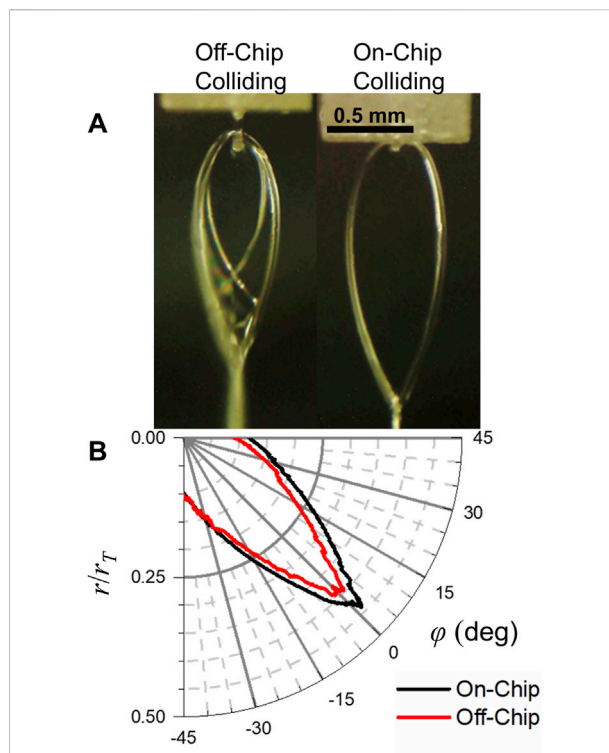 Off-Chip
Colliding
On-Chip
Colliding
A
0.5 mm
B
0.00
0.25
0.50
r/r_T
45
30
15
0
-15
-30
-45
φ (deg)
On-Chip
Off-Chip